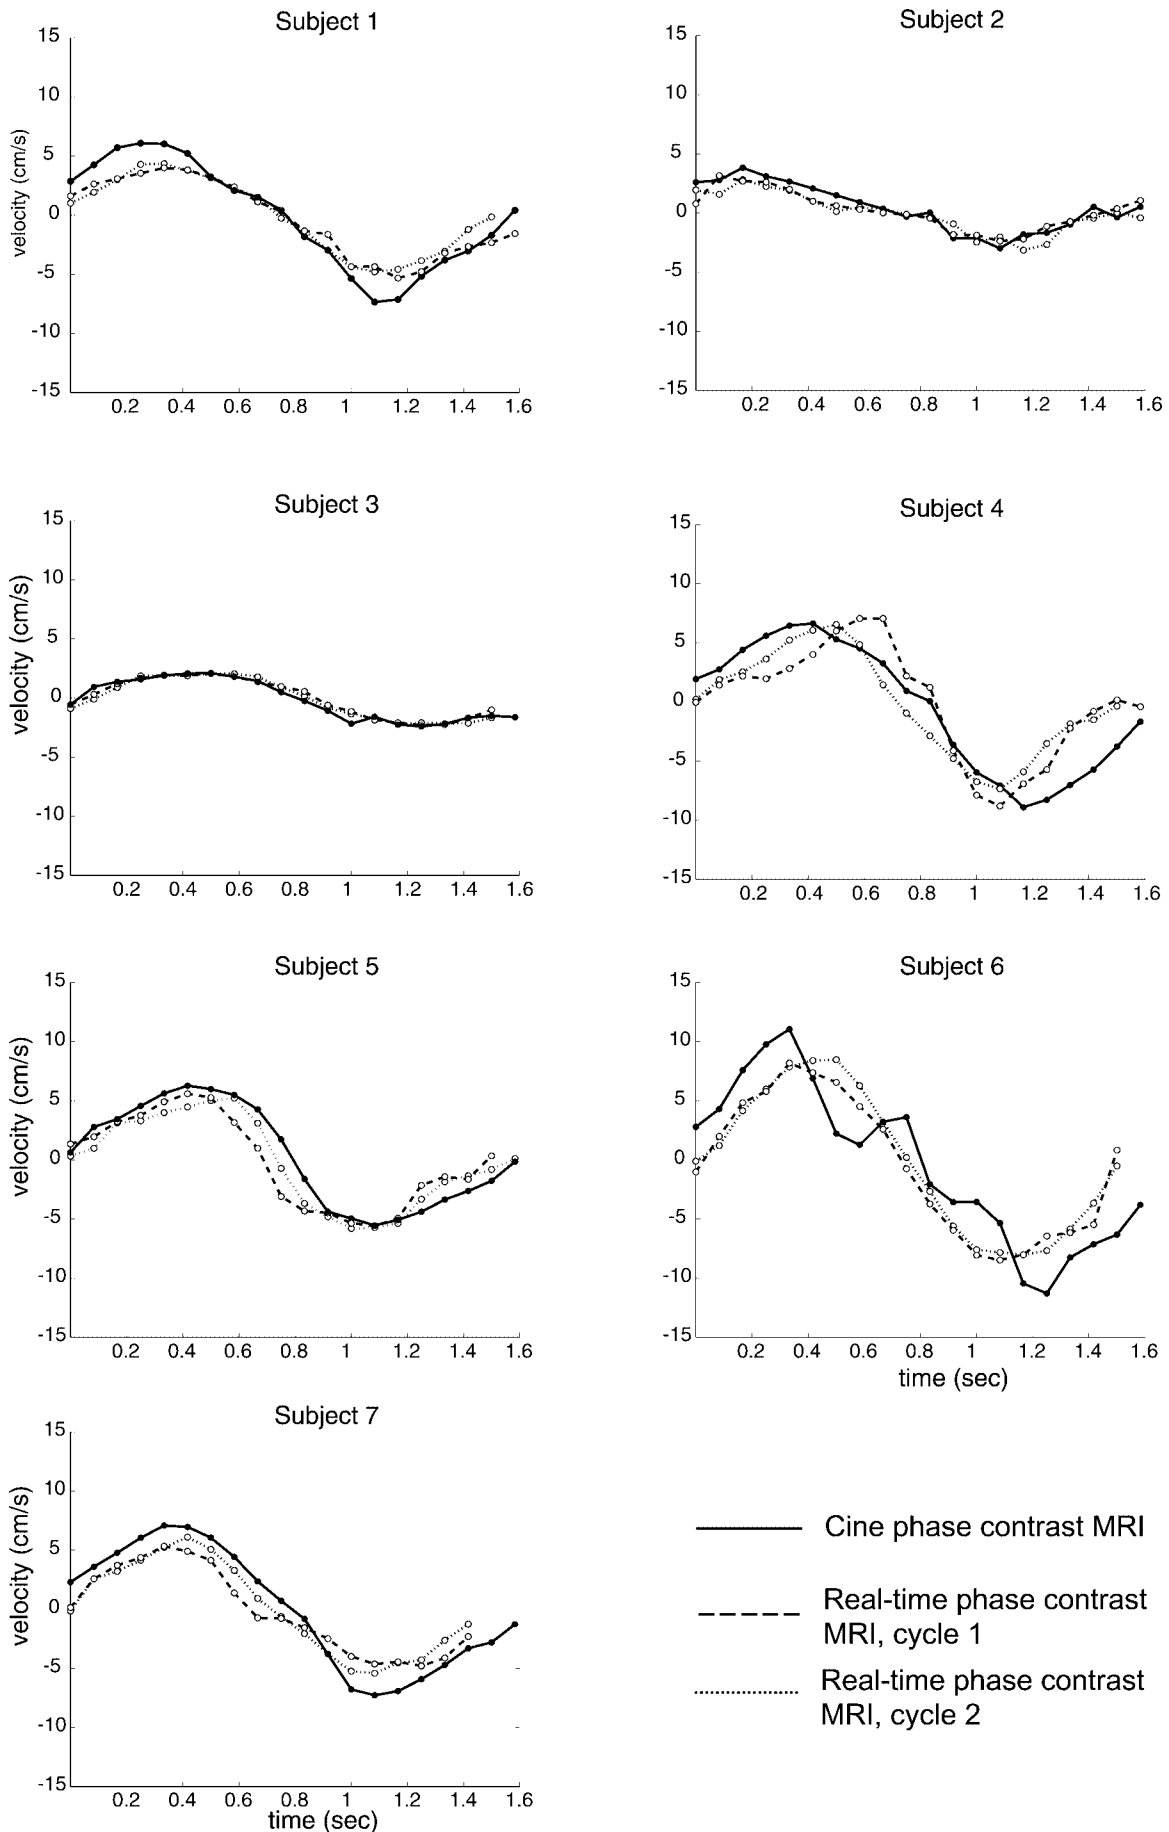 Subject 1
15
10
5
0
-5
-10
-15
velocity (cm/s)
0.2 0.4 0.6 0.8 1 1.2 1.4 1.6
Subject 2
15
10
5
0
-5
-10
-15
0.2 0.4 0.6 0.8 1 1.2 1.4 1.6
Subject 3
15
10
5
0
-5
-10
-15
velocity (cm/s)
0.2 0.4 0.6 0.8 1 1.2 1.4 1.6
Subject 4
15
10
5
0
-5
-10
-15
0.2 0.4 0.6 0.8 1 1.2 1.4 1.6
Subject 5
15
10
5
0
-5
-10
-15
velocity (cm/s)
0.2 0.4 0.6 0.8 1 1.2 1.4 1.6
Subject 6
15
10
5
0
-5
-10
-15
0.2 0.4 0.6 0.8 1 1.2 1.4 1.6
time (sec)
Subject 7
15
10
5
0
-5
-10
-15
velocity (cm/s)
0.2 0.4 0.6 0.8 1 1.2 1.4 1.6
time (sec)
Cine phase contrast MRI
Real-time phase contrast
MRI, cycle 1
Real-time phase contrast
MRI, cycle 2